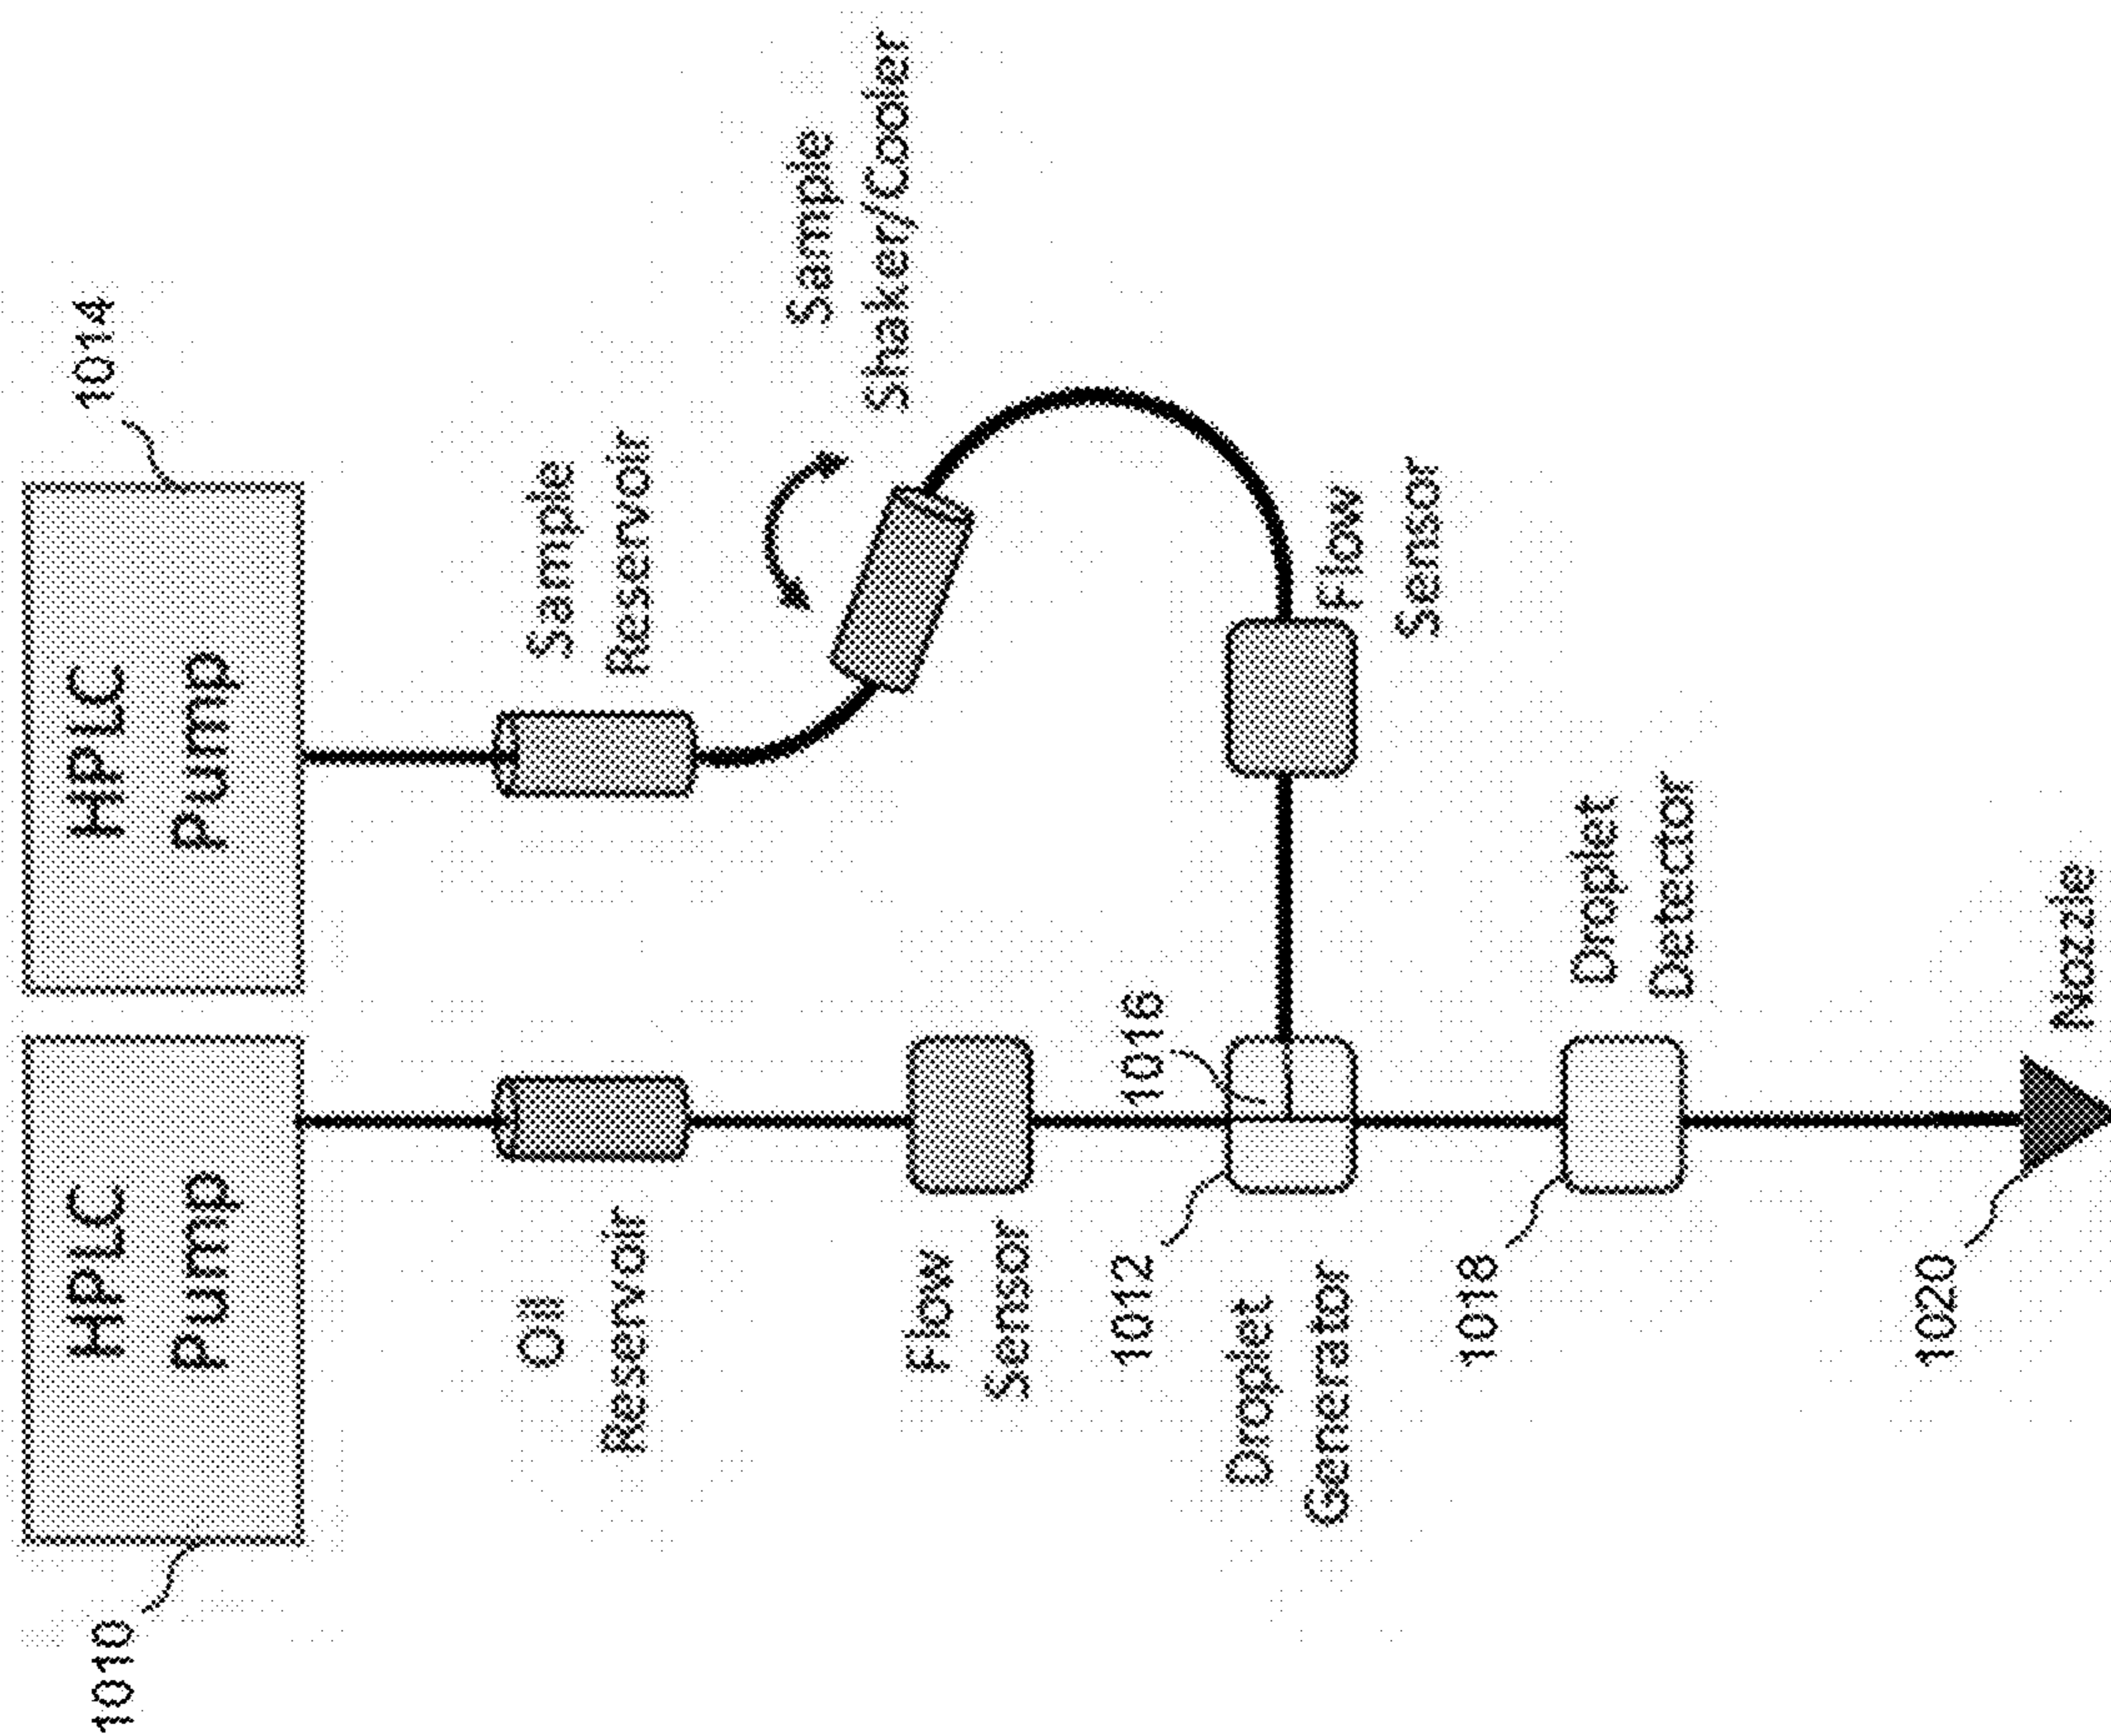 1010
HPLC
Pump
HPLC
Pump
1014
Oil
Reservoir
Sample
Reservoir
Sample
Shaker/Cooler
Flow
Sensor
1012
1016
Droplet
Generator
Flow
Sensor
1018
Droplet
Detector
1020
Nozzle